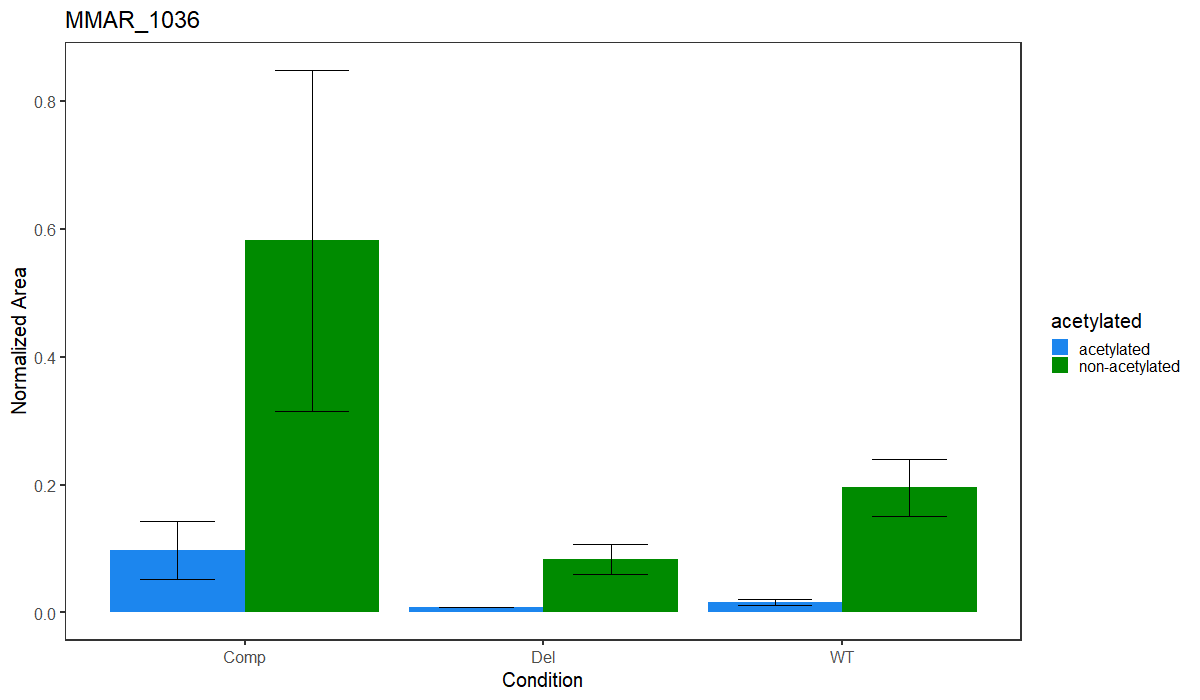 MMAR_1036
Normalized Area
0.8
0.6
0.4
0.2
0.0
Comp
Del
WT
Condition
acetylated
acetylated
non-acetylated